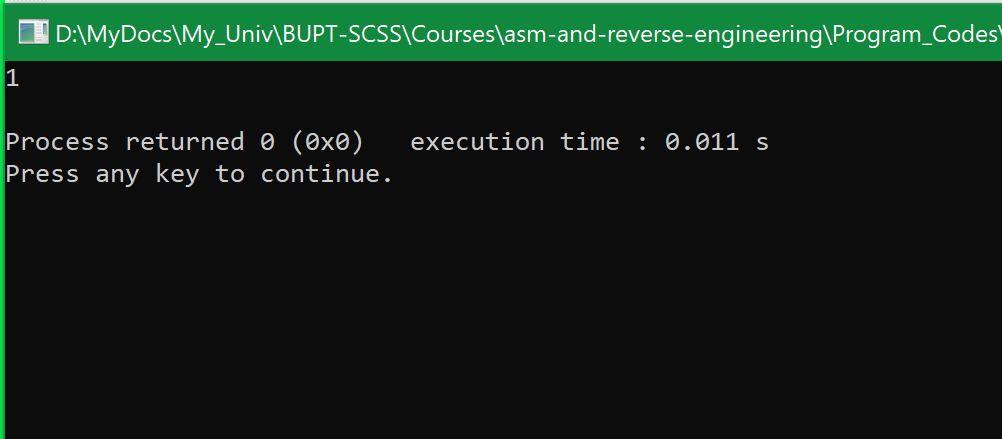 D:\MyDocs\My_Univ\BUPT-SCSS\Courses\asm-and-reverse-engineering\Program_Codes\
1
Process returned 0 (0x0)   execution time : 0.011 s
Press any key to continue.